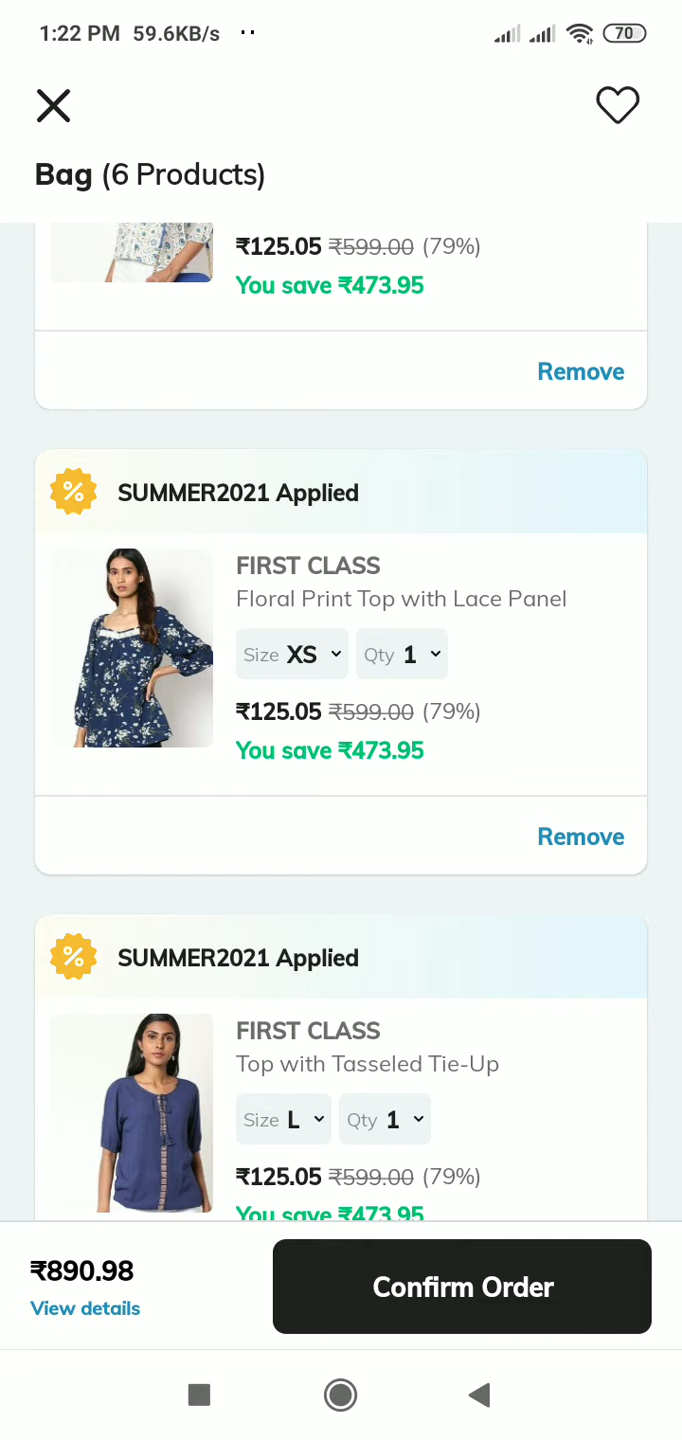 1:22 PM 59.6KB/s ··
70
Bag (6 Products)
₹125.05 ₹599.00 (79%)
You save ₹473.95
Remove
SUMMER2021 Applied
FIRST CLASS
Floral Print Top with Lace Panel
Size XS Qty 1
₹125.05 ₹599.00 (79%)
You save ₹473.95
Remove
SUMMER2021 Applied
FIRST CLASS
Top with Tasseled Tie-Up
Size L Qty 1
₹125.05 ₹599.00 (79%)
You save ₹473.95
₹890.98
Confirm Order
View details